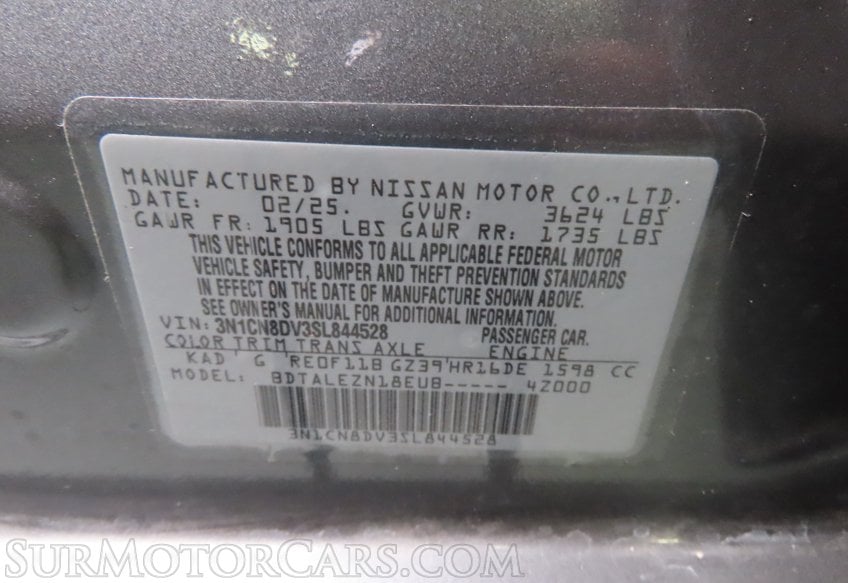 MANUFACTURED BY NISSAN MOTOR CO., LTD.
DATE: 02/25. GVWR: 3624 LBS
GAWR FR: 1905 LBS GAWR RR: 1735 LBS
THIS VEHICLE CONFORMS TO ALL APPLICABLE FEDERAL MOTOR
VEHICLE SAFETY, BUMPER AND THEFT PREVENTION STANDARDS
IN EFFECT ON THE DATE OF MANUFACTURE SHOWN ABOVE.
SEE OWNER'S MANUAL FOR ADDITIONAL INFORMATION.
VIN: 3N1CN8DV3SL844528 PASSENGER CAR.
COLOR TRIM TRANS AXLE ENGINE
KAD G RE0F11B GZ39 HR16DE 1598 CC
MODEL: BDTALEZN18EUB----- 4Z000
3N1CN8DV3SL844528
SurMotorCars.com